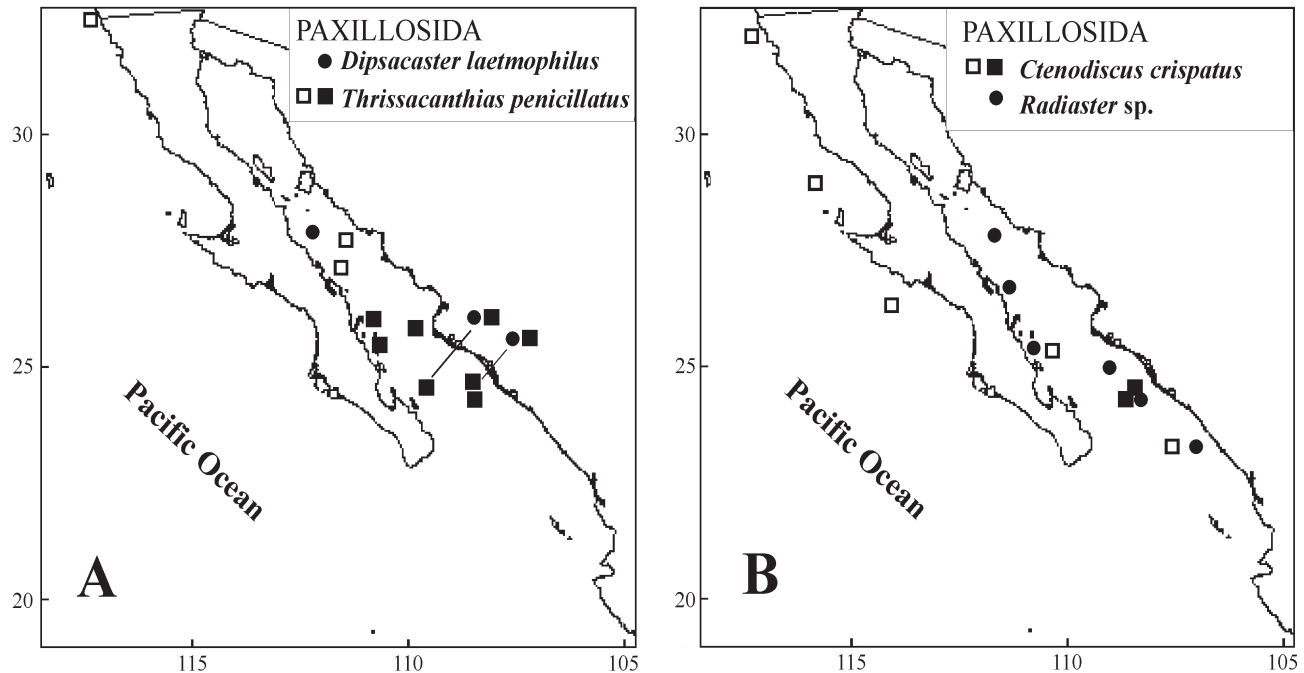 PAXILLOSIDA
Dipsacaster laetmophilus
Thrissacanthias penicillatus
30
25
20
115
110
105
Pacific Ocean
A
PAXILLOSIDA
Ctenodiscus crispatus
Radiaster sp.
30
25
20
115
110
105
Pacific Ocean
B